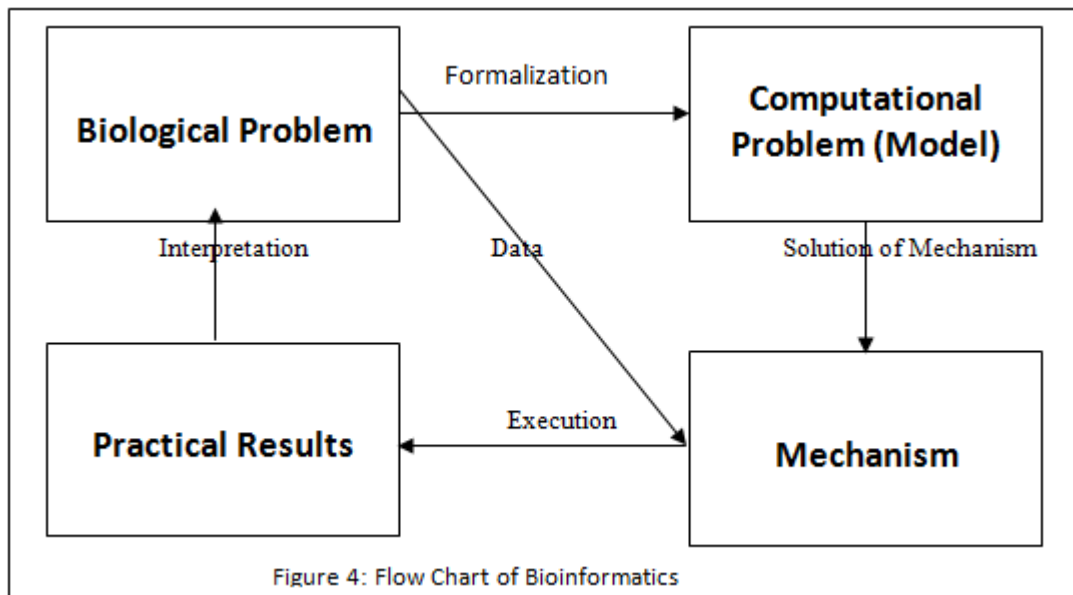 Formalization
Biological Problem
Computational
Problem (Model)
Interpretation
Data
Solution of Mechanism
Practical Results
Execution
Mechanism
Figure 4: Flow Chart of Bioinformatics